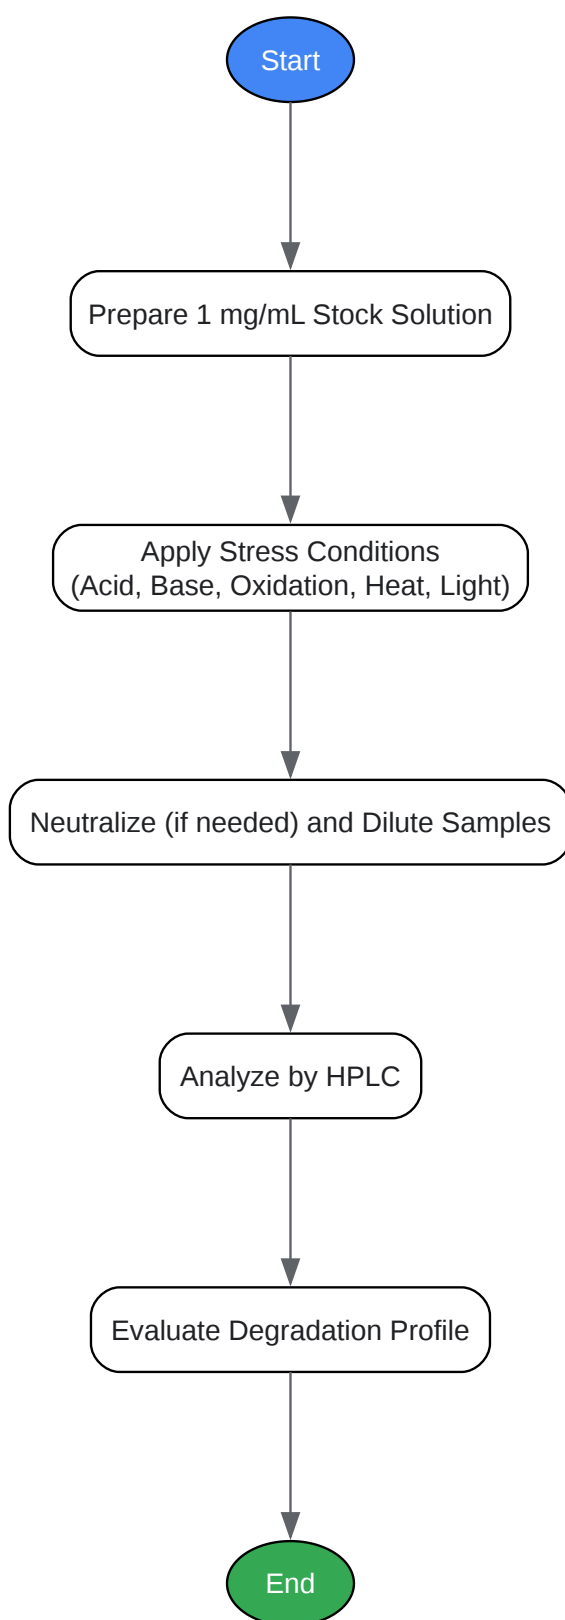 Start
Prepare 1 mg/mL Stock Solution
Apply Stress Conditions
(Acid, Base, Oxidation, Heat, Light)
Neutralize (if needed) and Dilute Samples
Analyze by HPLC
Evaluate Degradation Profile
End